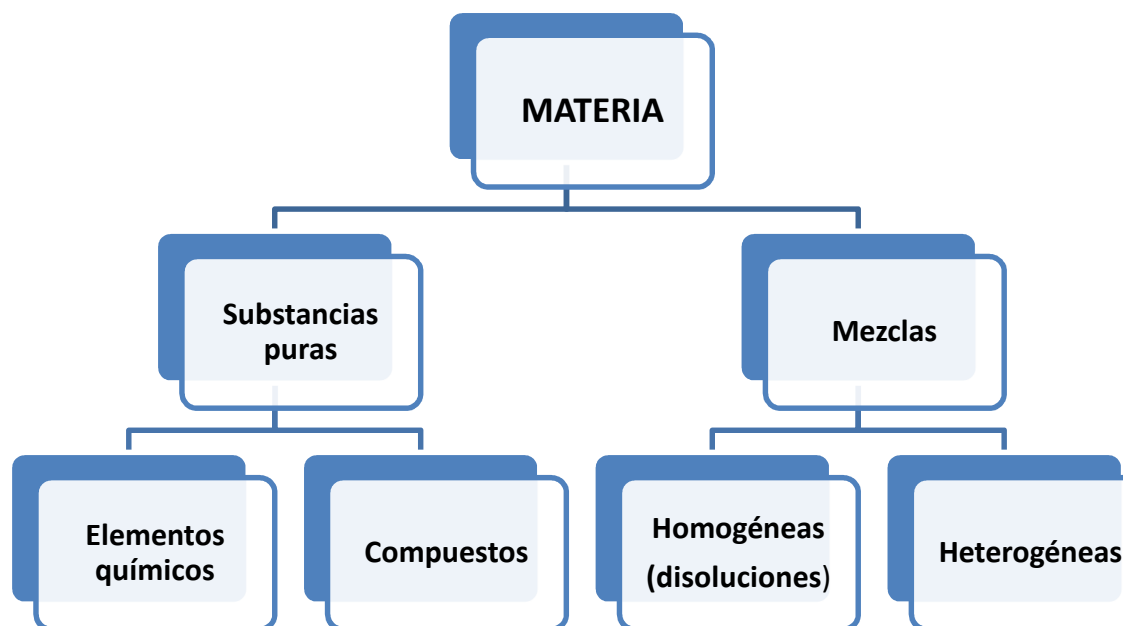 MATERIA
Substancias
puras
Mezclas
Elementos
químicos
Compuestos
Homogéneas
(disoluciones)
Heterogéneas